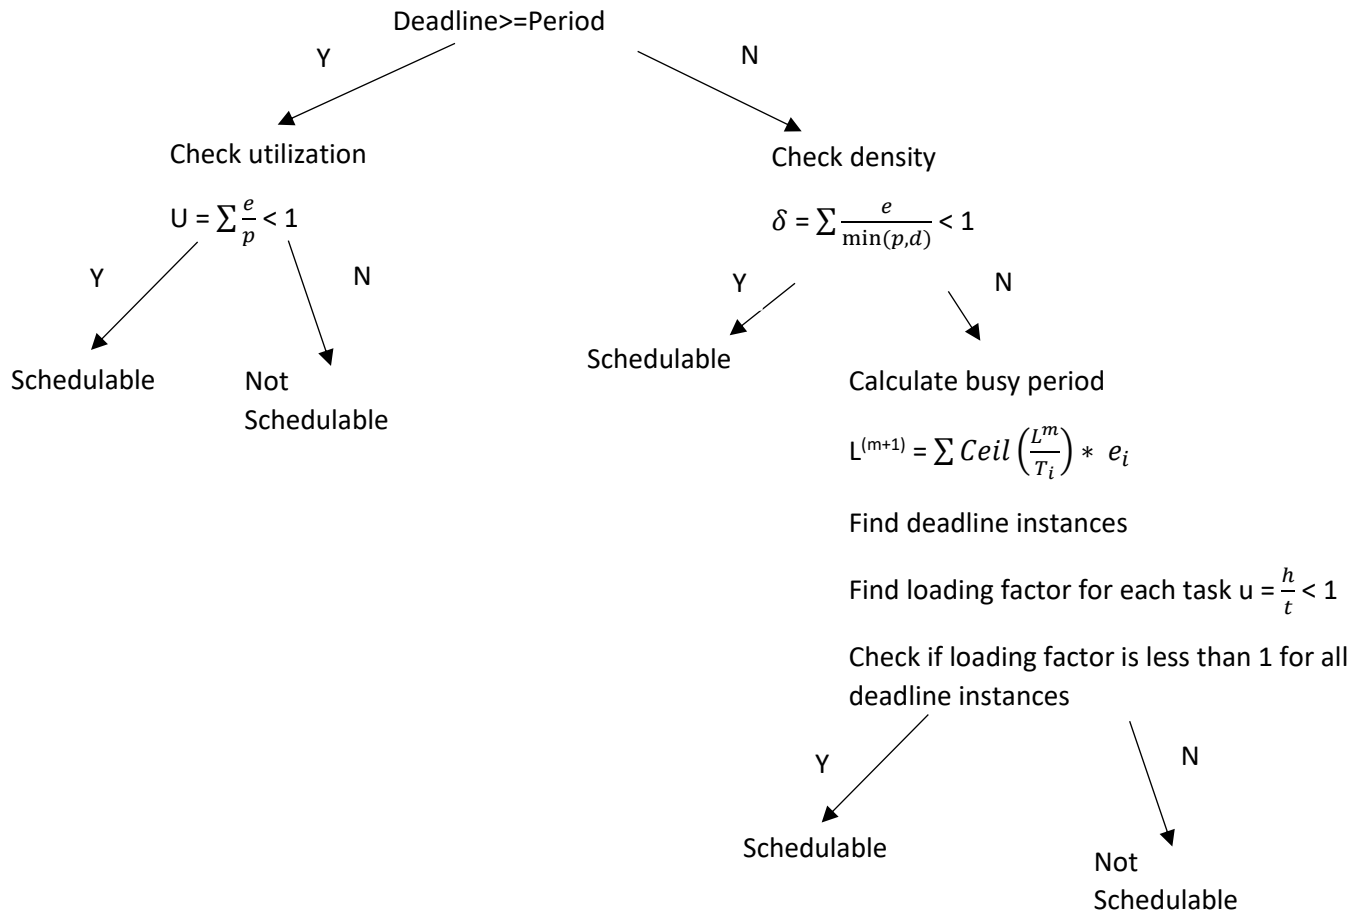 Deadline>=Period
Y
N
Check utilization
Check density
U = ∑ e/p < 1
δ = ∑ e/min(p,d) < 1
Y
N
Y
N
Schedulable
Not
Schedulable
Schedulable
Calculate busy period
L^(m+1) = ∑ Ceil (L^m/T_i) * e_i
Find deadline instances
Find loading factor for each task u = h/t < 1
Check if loading factor is less than 1 for all
deadline instances
Y
N
Schedulable
Not
Schedulable